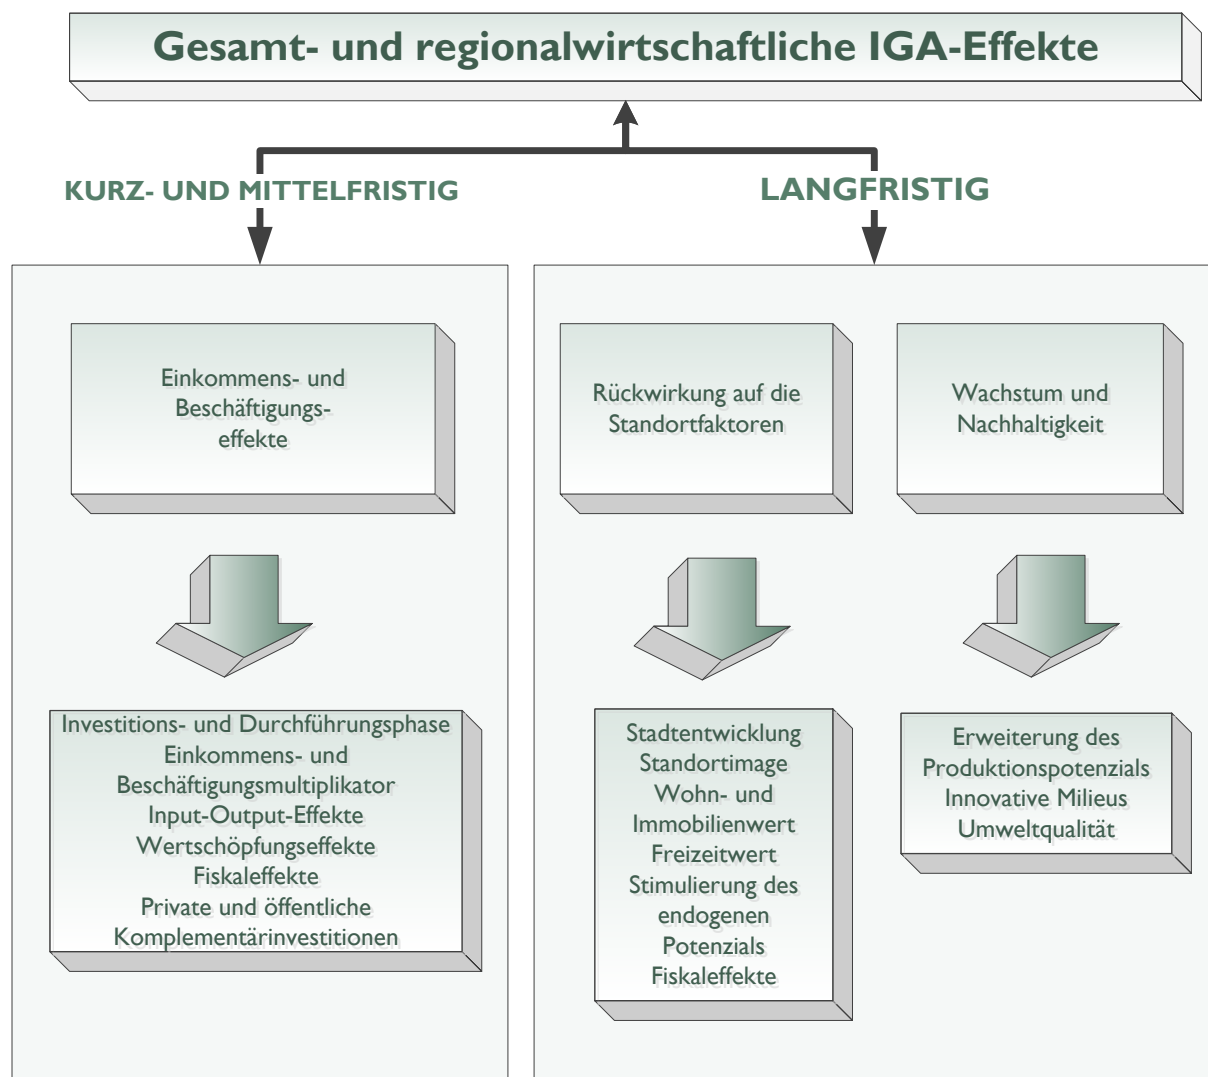 Gesamt- und regionalwirtschaftliche IGA-Effekte
KURZ- UND MITTELFRISTIG
LANGFRISTIG
Einkommens- und
Beschäftigungs-
effekte
Rückwirkung auf die
Standortfaktoren
Wachstum und
Nachhaltigkeit
Investitions- und Durchführungsphase
Einkommens- und
Beschäftigungsmultiplikator
Input-Output-Effekte
Wertschöpfungseffekte
Fiskaleffekte
Private und öffentliche
Komplementärinvestitionen
Stadtentwicklung
Standortimage
Wohn- und
Immobilienwert
Freizeitwert
Stimulierung des
endogenen
Potenzials
Fiskaleffekte
Erweiterung des
Produktionspotenzials
Innovative Milieus
Umweltqualität